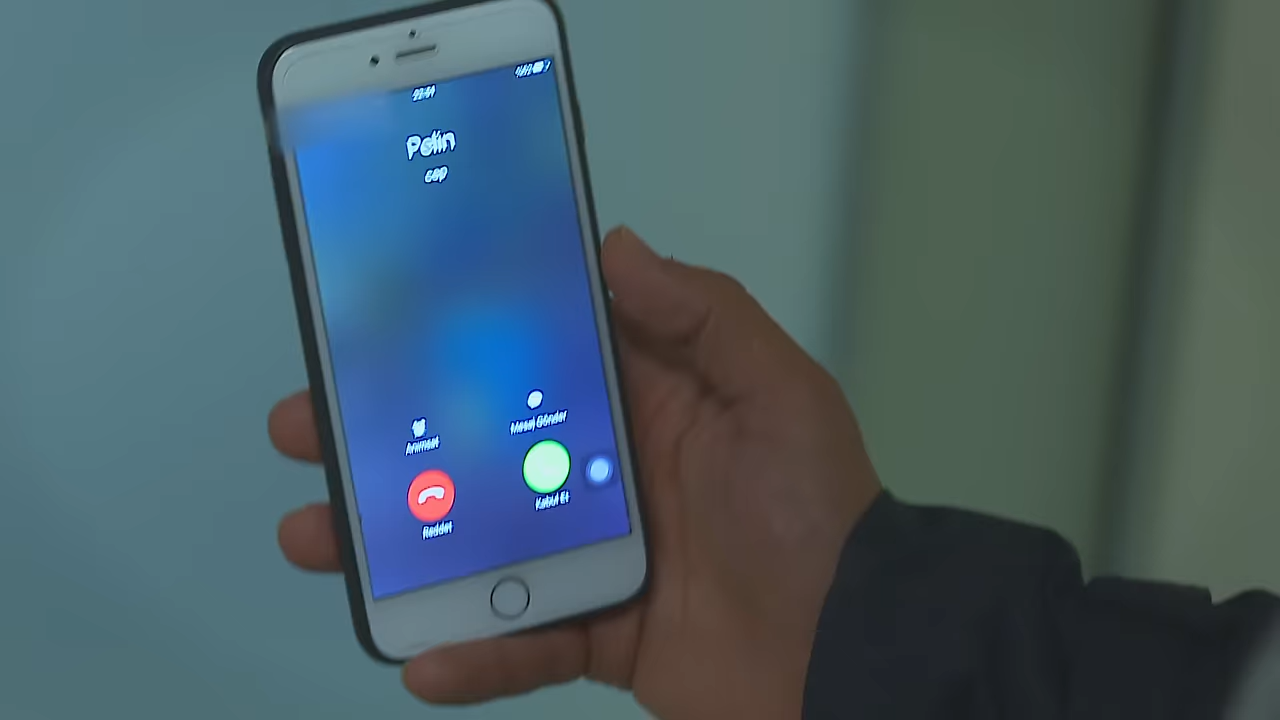 Pelin
cep
Anımsat
Mesaj Gönder
Reddet
Kabul Et